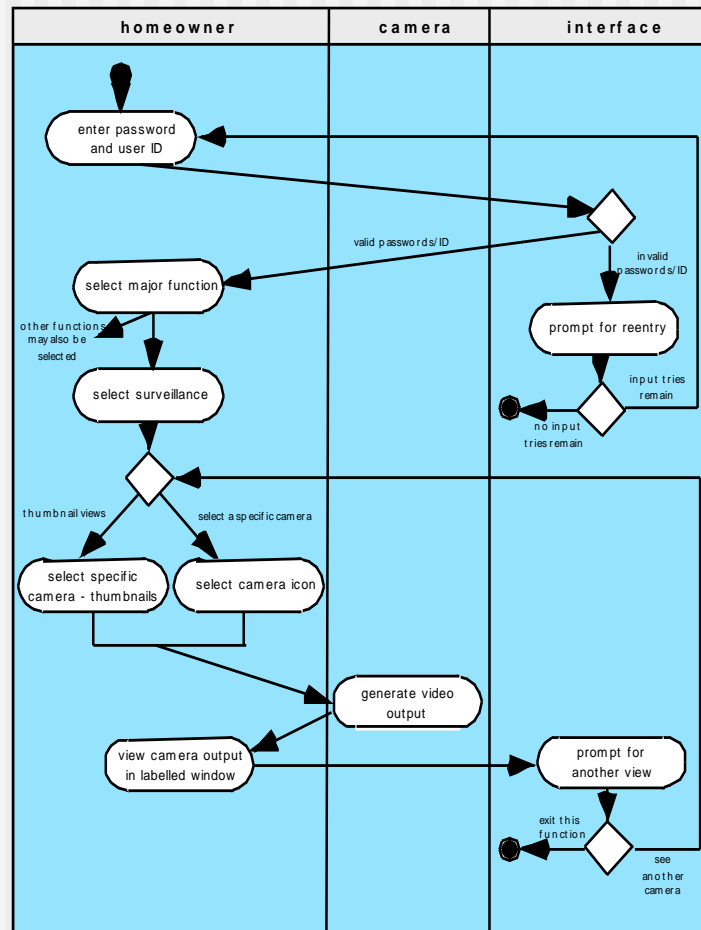 homeowner
camera
interface
enter password
and user ID
valid passwords/ID
invalid
passwords/ID
select major function
prompt for reentry
other functions
may also be
selected
select surveillance
input tries
remain
no input
tries remain
thumbnail views
select a specific camera
select specific
camera - thumbnails
select camera icon
generate video
output
view camera output
in labelled window
prompt for
another view
exit this
function
see
another
camera